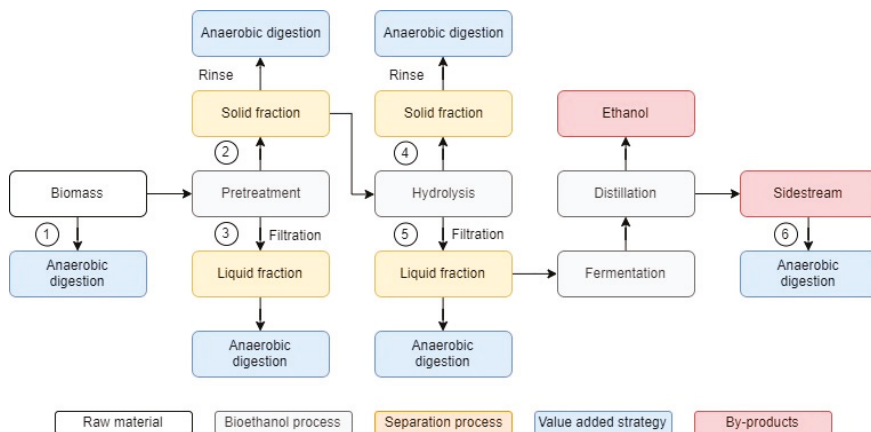 Anaerobic digestion
Anaerobic digestion
Rinse
Rinse
Solid fraction
Solid fraction
Ethanol
2
4
Biomass
Pretreatment
Hydrolysis
Distillation
Sidestream
1
3
Filtration
5
Filtration
6
Anaerobic
digestion
Liquid fraction
Liquid fraction
Fermentation
Anaerobic
digestion
Anaerobic
digestion
Anaerobic
digestion
Raw material
Bioethanol process
Separation process
Value added strategy
By-products